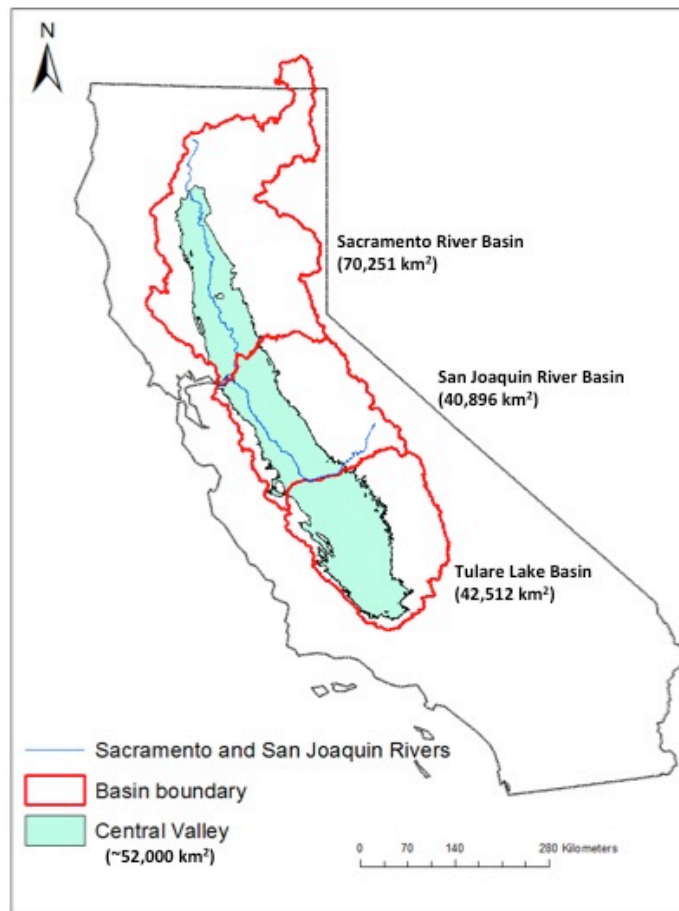 N
Sacramento River Basin
(70,251 km²)
San Joaquin River Basin
(40,896 km²)
Tulare Lake Basin
(42,512 km²)
Sacramento and San Joaquin Rivers
Basin boundary
Central Valley
(~52,000 km²)
0 70 140 280 Kilometers